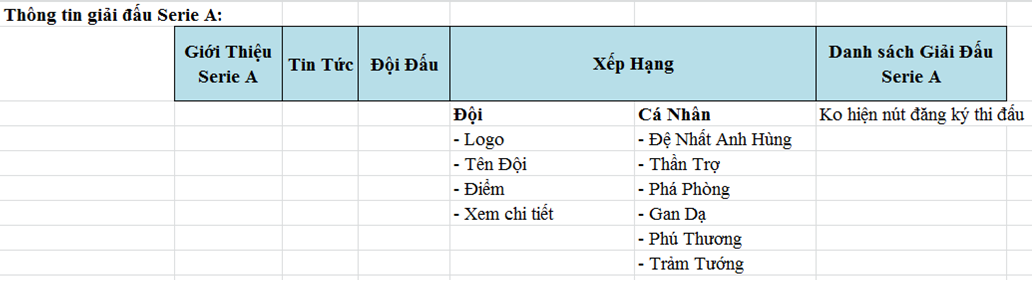 Thông tin giải đấu Serie A:
Giới Thiệu
Serie A
Tin Tức
Đội Đấu
Xếp Hạng
Danh sách Giải Đấu
Serie A
Đội
Cá Nhân
Ko hiện nút đăng ký thi đấu
- Logo
- Đệ Nhất Anh Hùng
- Tên Đội
- Thần Trợ
- Điểm
- Phá Phòng
- Xem chi tiết
- Gan Dạ
- Phú Thương
- Trảm Tướng